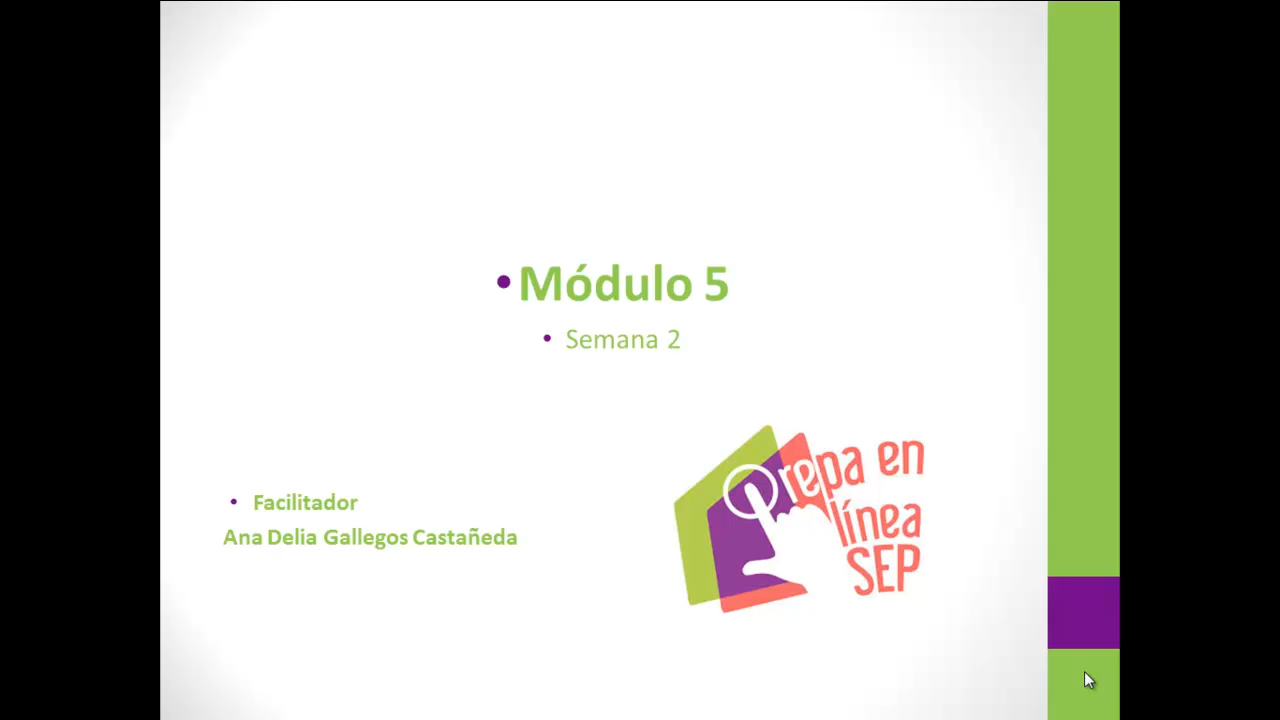 •Módulo 5
• Semana 2
• Facilitador
Ana Delia Gallegos Castañeda
Prepa en
línea
SEP